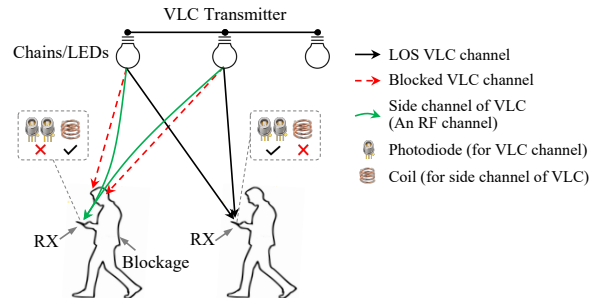 VLC Transmitter
Chains/LEDs
LOS VLC channel
Blocked VLC channel
Side channel of VLC
(An RF channel)
Photodiode (for VLC channel)
Coil (for side channel of VLC)
RX
Blockage
RX